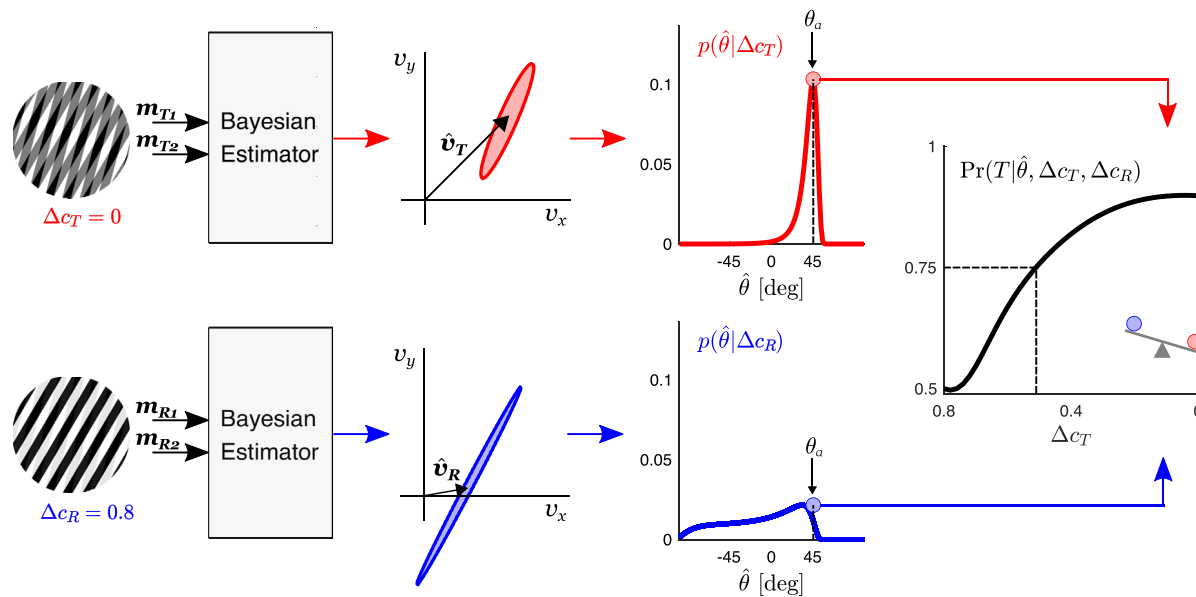 m_T1
m_T2
Δc_T = 0
Bayesian
Estimator
v_y
v̂_T
v_x
p(θ̂|Δc_T)
θ_a
0.1
0.05
0
-45 0 45
θ̂ [deg]
1
Pr(T|θ̂, Δc_T, Δc_R)
0.75
0.5
0.8 0.4
Δc_T
m_R1
m_R2
Δc_R = 0.8
Bayesian
Estimator
v_y
v̂_R
v_x
p(θ̂|Δc_R)
θ_a
0.1
0.05
0
-45 0 45
θ̂ [deg]